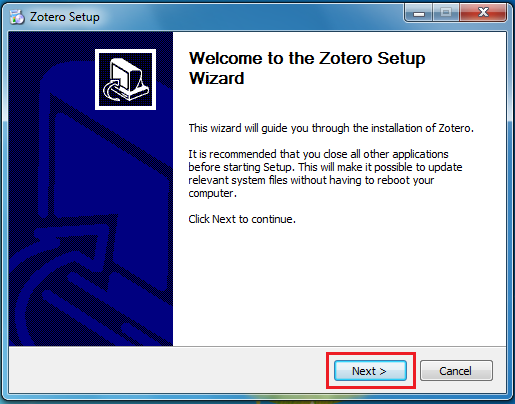 Zotero Setup
Welcome to the Zotero Setup
Wizard
This wizard will guide you through the installation of Zotero.
It is recommended that you close all other applications
before starting Setup. This will make it possible to update
relevant system files without having to reboot your
computer.
Click Next to continue.
Next >
Cancel